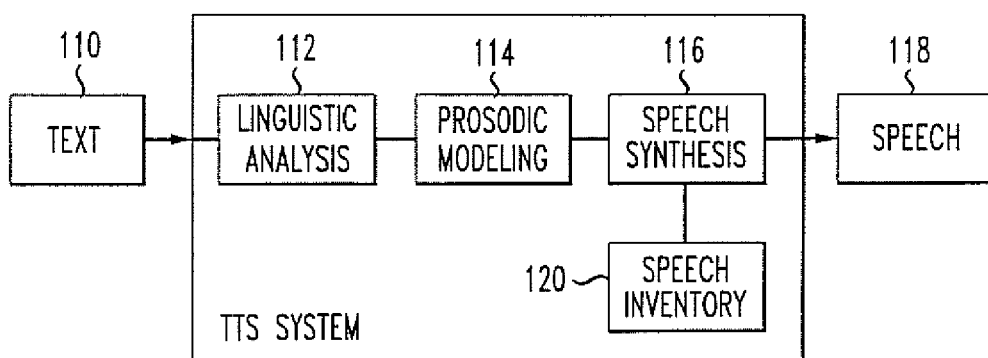 110
112
114
116
118
TEXT
LINGUISTIC
ANALYSIS
PROSODIC
MODELING
SPEECH
SYNTHESIS
SPEECH
120
SPEECH
INVENTORY
TTS SYSTEM